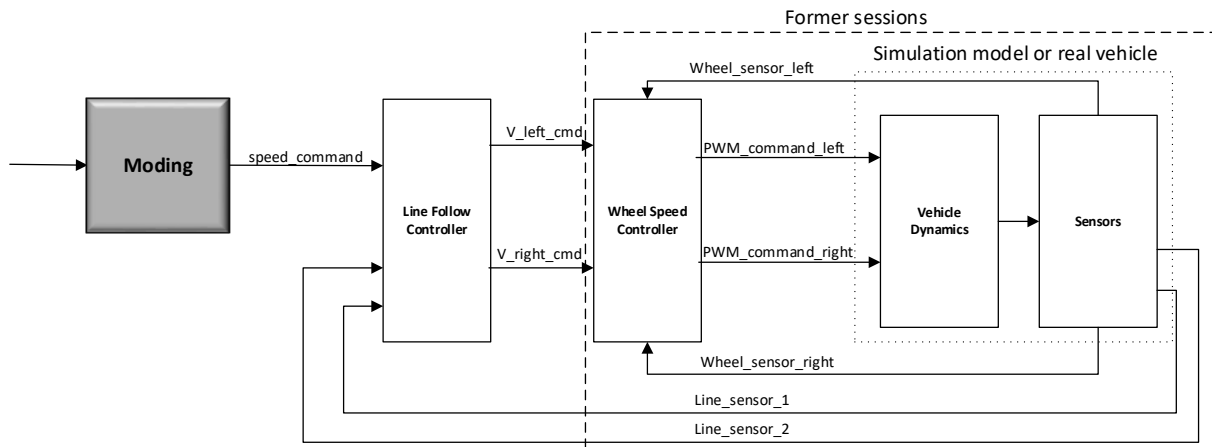 Former sessions
Simulation model or real vehicle
Wheel_sensor_left
V_left_cmd
PWM_command_left
Moding
speed_command
Line Follow
Controller
Wheel Speed
Controller
Vehicle
Dynamics
Sensors
V_right_cmd
PWM_command_right
Wheel_sensor_right
Line_sensor_1
Line_sensor_2